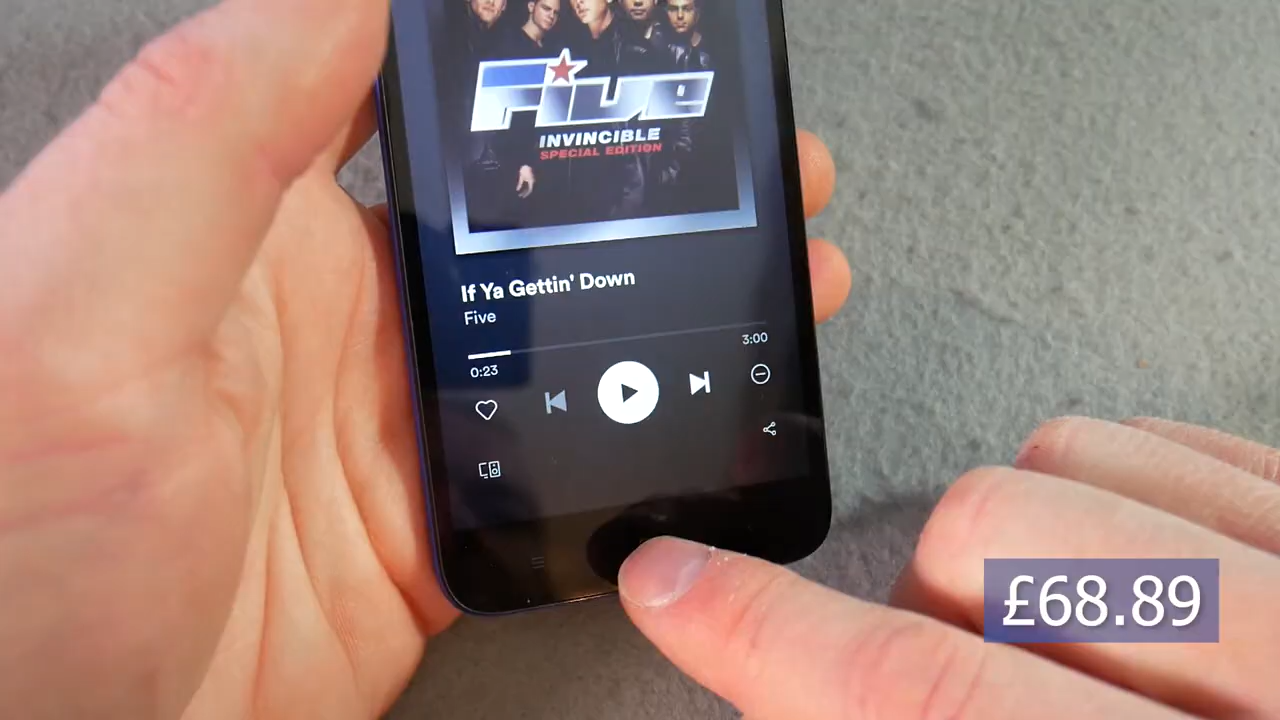 Five
INVINCIBLE
SPECIAL EDITION
If Ya Gettin' Down
Five
3:00
0:23
£68.89